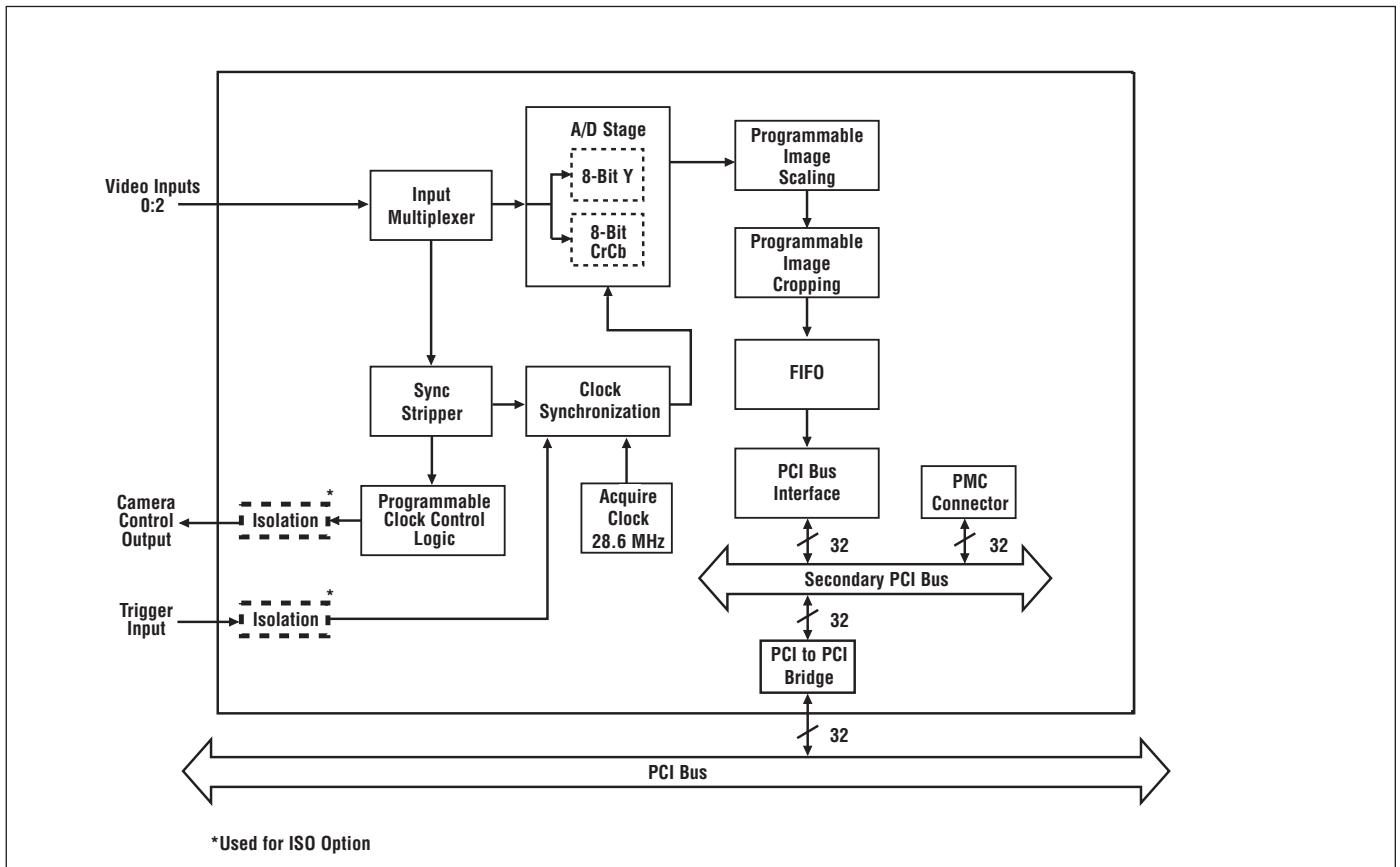 A/D Stage
8-Bit Y
8-Bit
CrCb
Programmable
Image
Scaling
Video Inputs
0:2
Input
Multiplexer
Programmable
Image
Cropping
Sync
Stripper
Clock
Synchronization
FIFO
PCI Bus
Interface
PMC
Connector
Camera
Control
Output
*
Isolation
Programmable
Clock Control
Logic
Acquire
Clock
28.6 MHz
32
32
Secondary PCI Bus
Trigger
Input
*
Isolation
32
PCI to PCI
Bridge
32
PCI Bus
*Used for ISO Option